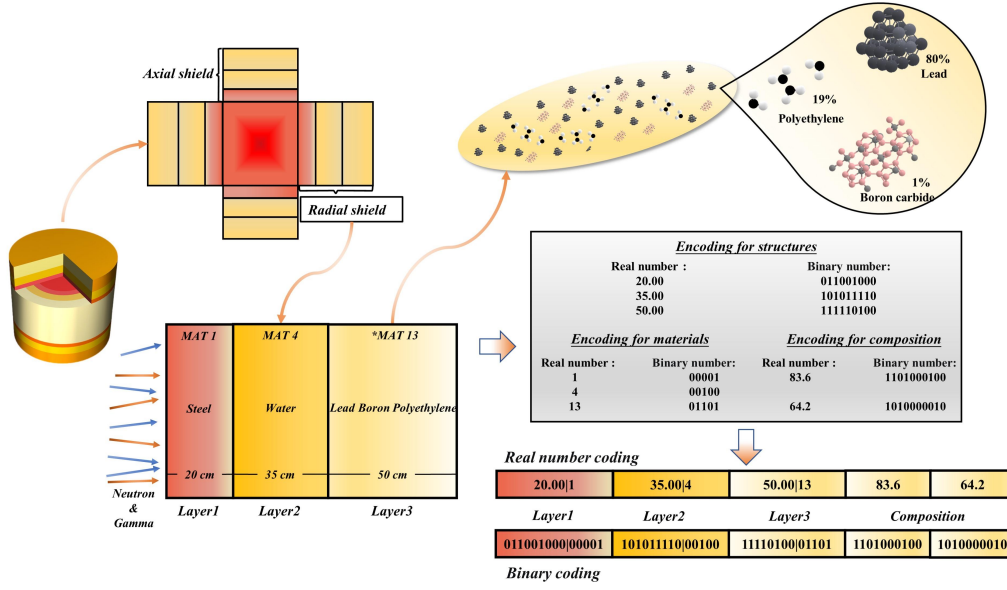 Axial shield
Radial shield
80%
Lead
19%
Polyethylene
1%
Boron carbide
MAT 1
MAT 4
*MAT 13
Steel
Water
Lead Boron Polyethylene
20 cm
35 cm
50 cm
Neutron
&
Gamma
Layer1
Layer2
Layer3
Encoding for structures
Real number :
Binary number:
20.00
011001000
35.00
101011110
50.00
111110100
Encoding for materials
Encoding for composition
Real number :
Binary number:
Real number :
Binary number:
1
00001
83.6
1101000100
4
00100
13
01101
64.2
1010000010
Real number coding
20.00|1
35.00|4
50.00|13
83.6
64.2
Layer1
Layer2
Layer3
Composition
011001000|00001
101011110|00100
11110100|01101
1101000100
1010000010
Binary coding